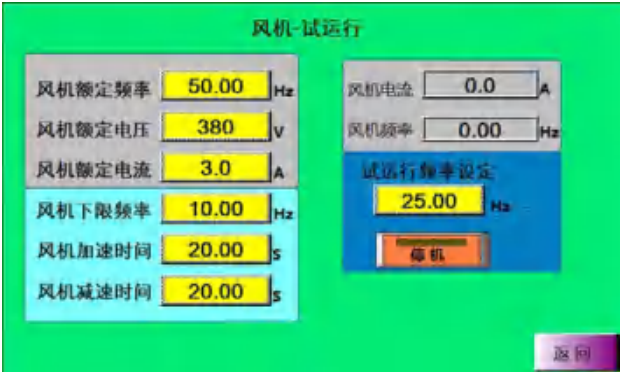 风机-试运行
风机额定频率 50.00 Hz
风机额定电压 380 V
风机额定电流 3.0 A
风机下限频率 10.00 Hz
风机加速时间 20.00 s
风机减速时间 20.00 s
风机电流 0.0 A
风机频率 0.00 Hz
试运行频率设定
25.00 Hz
停机
返回